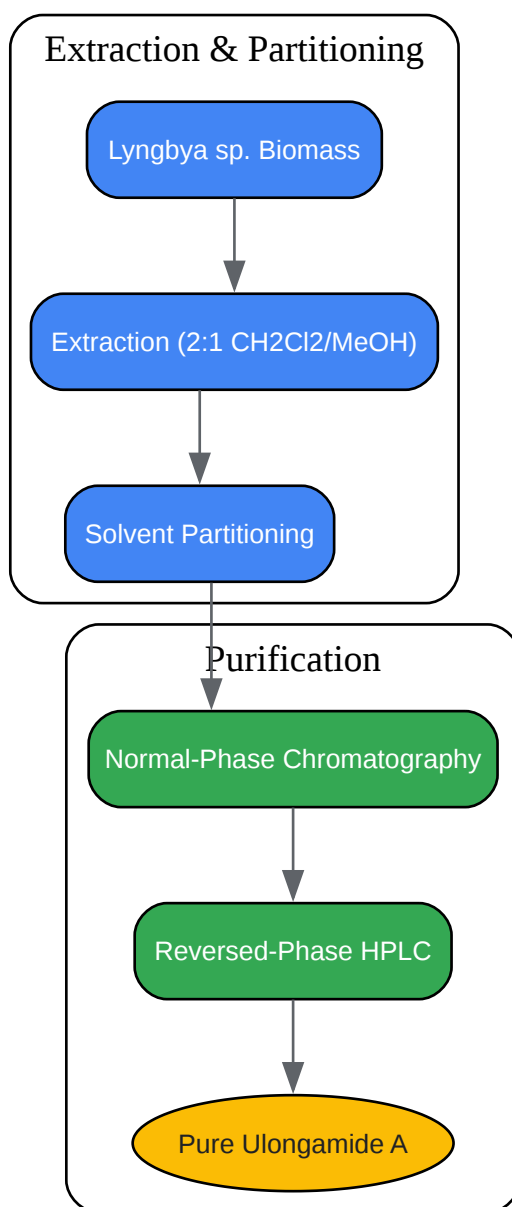 Extraction & Partitioning
Lyngbya sp. Biomass
Extraction (2:1 CH2Cl2/MeOH)
Solvent Partitioning
Purification
Normal-Phase Chromatography
Reversed-Phase HPLC
Pure Ulongamide A